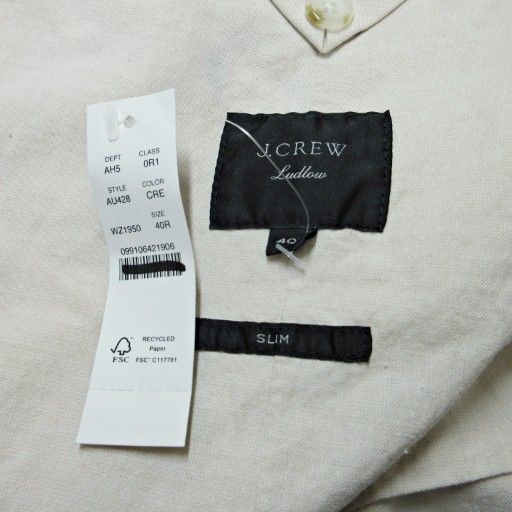 J.CREW
Ludlow
40
SLIM
DEPT CLASS
AH5 0R1
STYLE COLOR
AU428 CRE
SIZE
WZ1950 40R
099106421906
FSC
RECYCLED
Paper
FSC® C117781